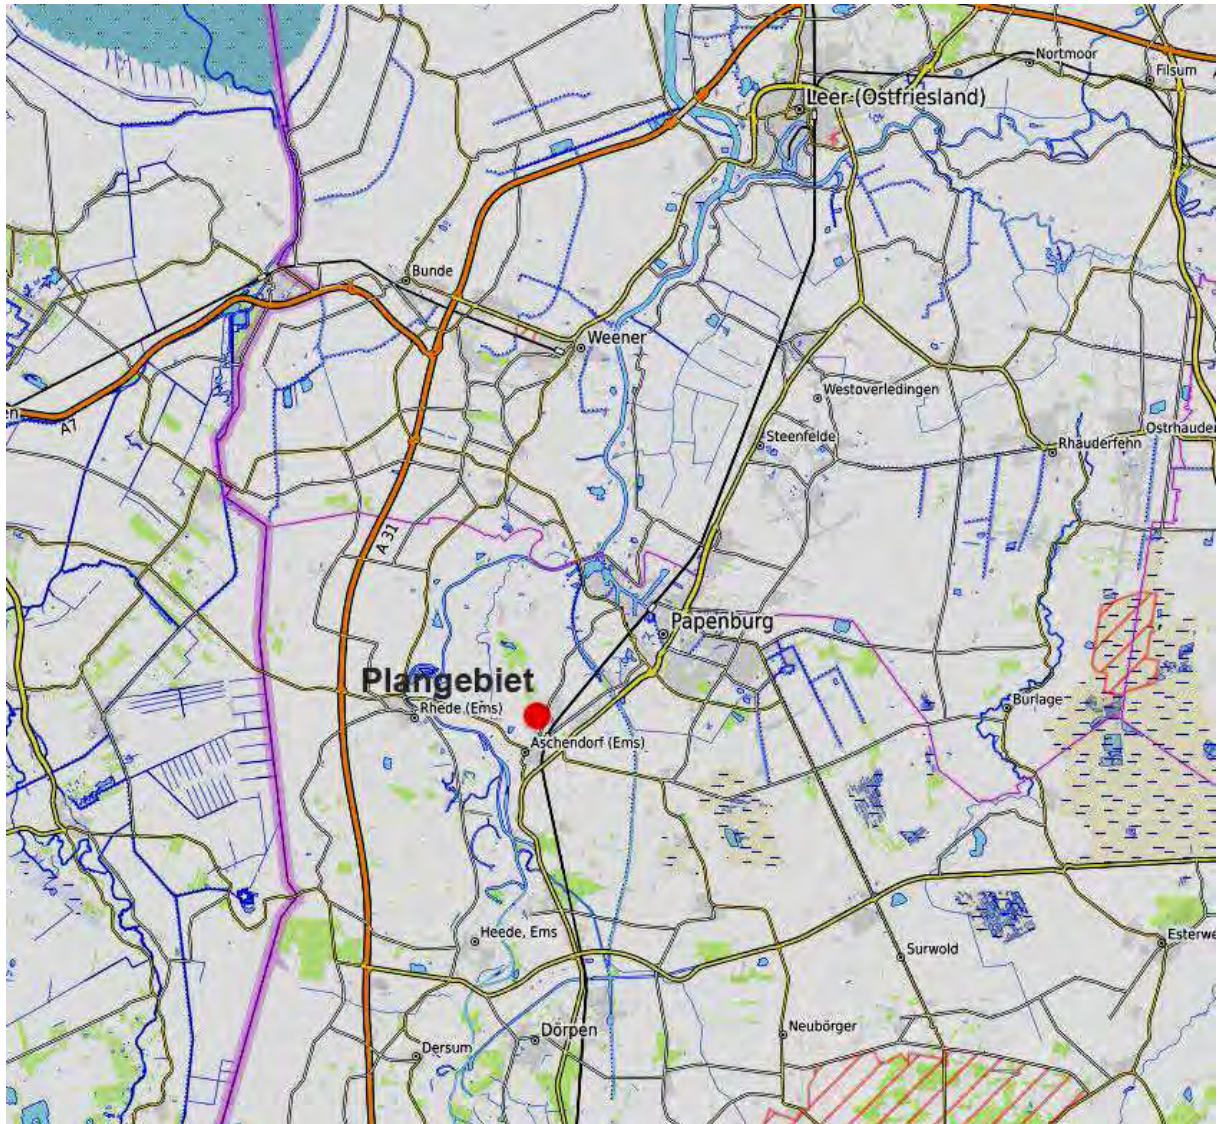 Nortmoor
Filsum
Leer (Ostfriesland)
Bunde
Weener
Westoverledingen
A7
Steenfelde
Ostrhauder
Rhauderfehn
A 31
Papenburg
Plangebiet
Rhede (Ems)
Burlage
Aschendorf (Ems)
Heede, Ems
Esterwe
Surwold
Dörpen
Neubörger
Dersum